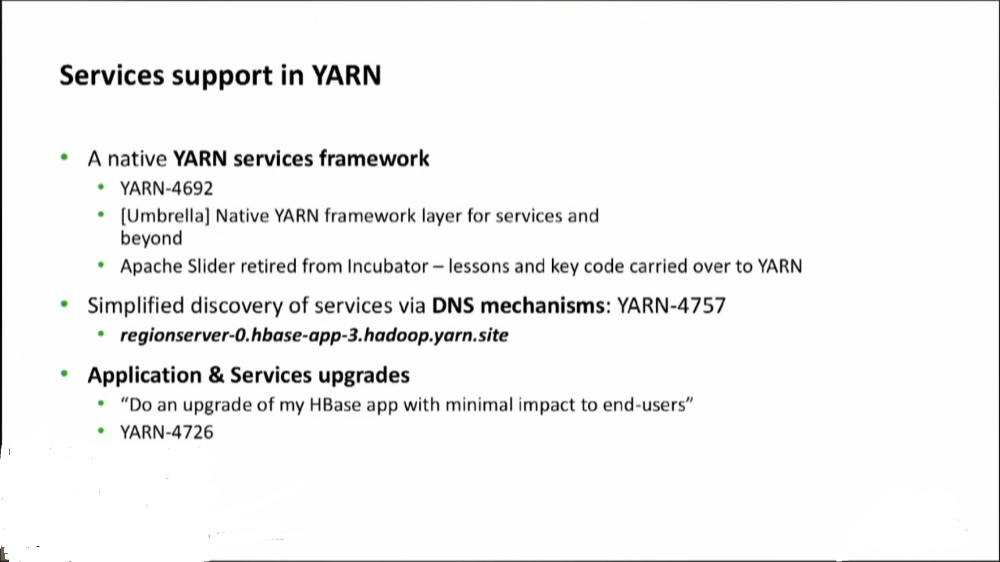 Services support in YARN
• A native YARN services framework
• YARN-4692
• [Umbrella] Native YARN framework layer for services and
beyond
• Apache Slider retired from Incubator – lessons and key code carried over to YARN
• Simplified discovery of services via DNS mechanisms: YARN-4757
• regionserver-0.hbase-app-3.hadoop.yarn.site
• Application & Services upgrades
• “Do an upgrade of my HBase app with minimal impact to end-users”
• YARN-4726